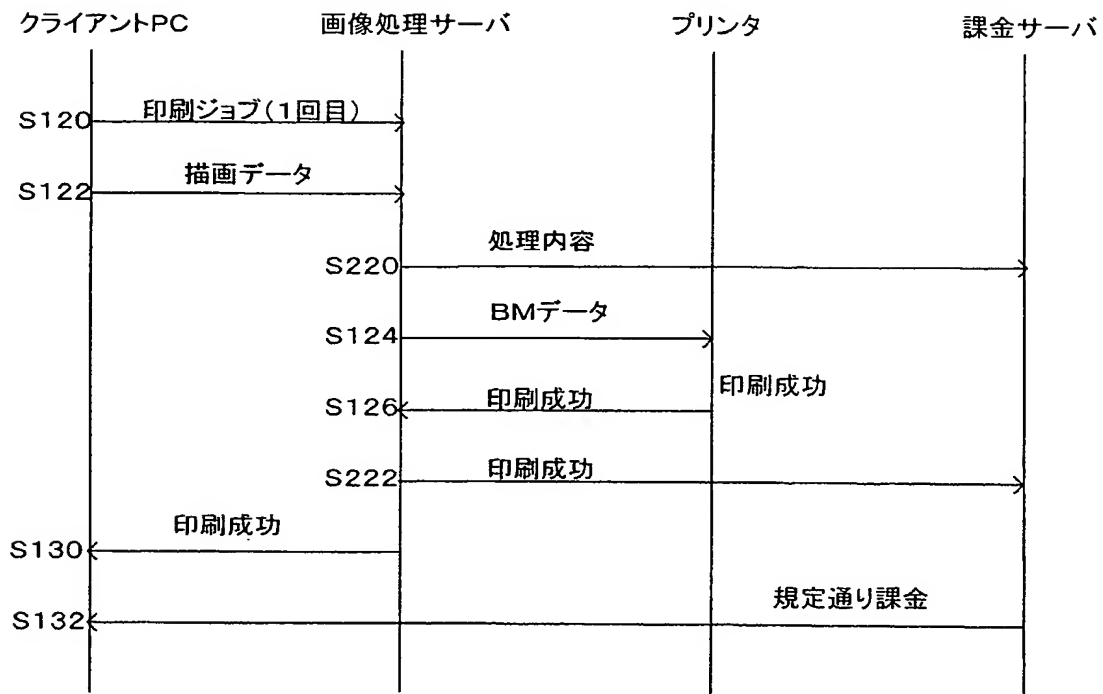 クライアントPC
画像処理サーバ
プリンタ
課金サーバ
S120
印刷ジョブ(1回目)
S122
描画データ
S220
処理内容
S124
BMデータ
印刷成功
S126
印刷成功
S222
印刷成功
S130
印刷成功
S132
規定通り課金